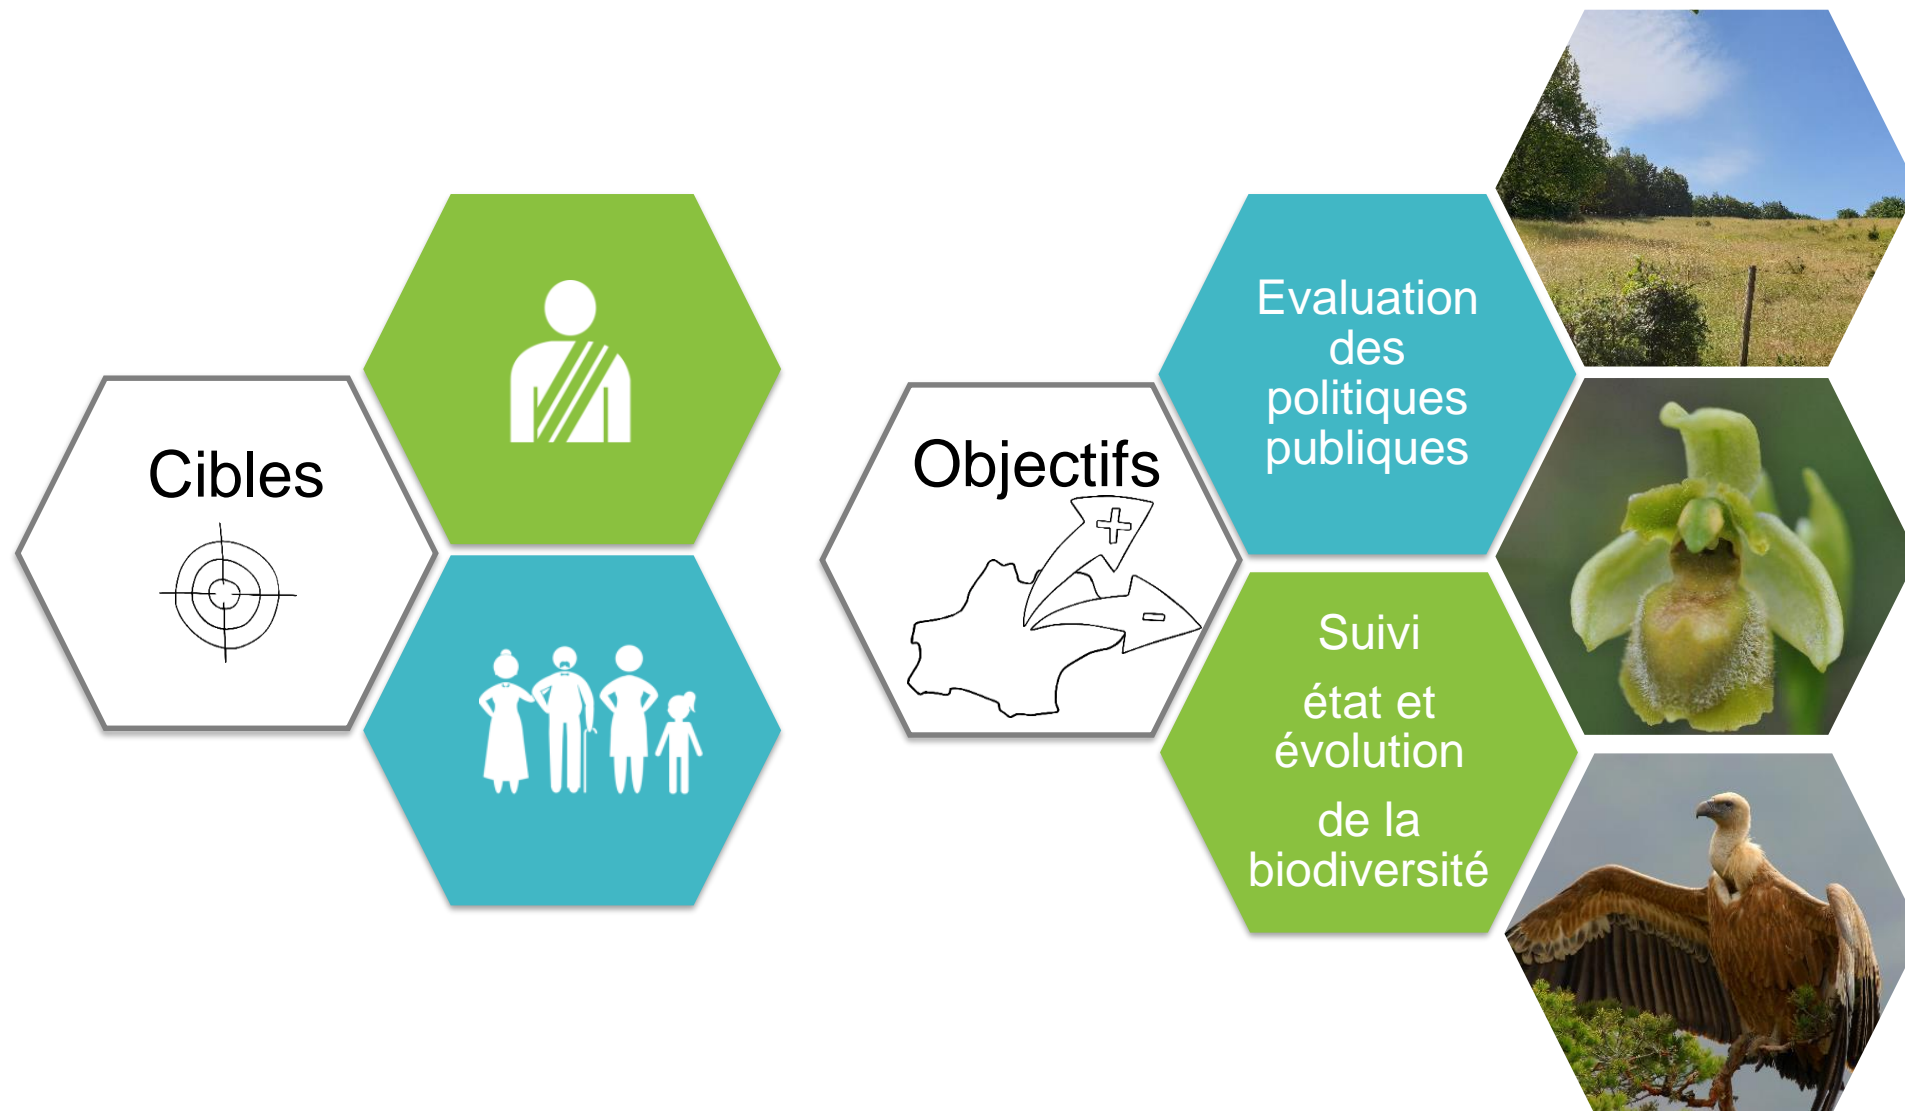 Cibles
Objectifs
Evaluation
des
politiques
publiques
Suivi
état et
évolution
de la
biodiversité